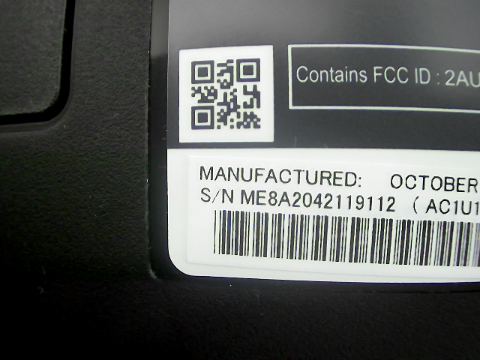 Contains FCC ID : 2AU
MANUFACTURED: OCTOBER
S/N ME8A2042119112 ( AC1U1